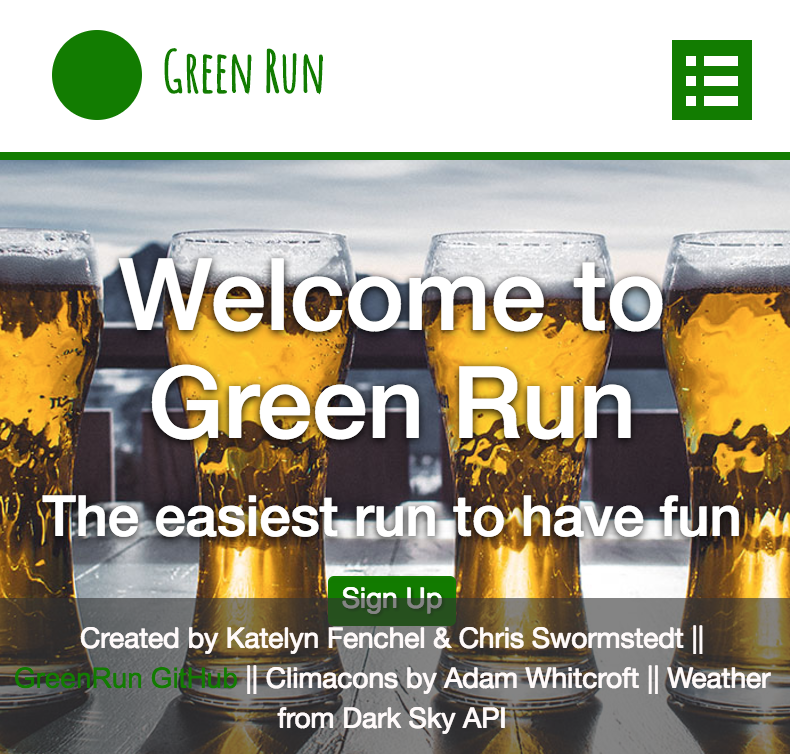 Green Run
Welcome to
Green Run
The easiest run to have fun
Sign Up
Created by Katelyn Fenchel & Chris Swormstedt ||
GreenRun GitHub || Climacons by Adam Whitcroft || Weather
from Dark Sky API